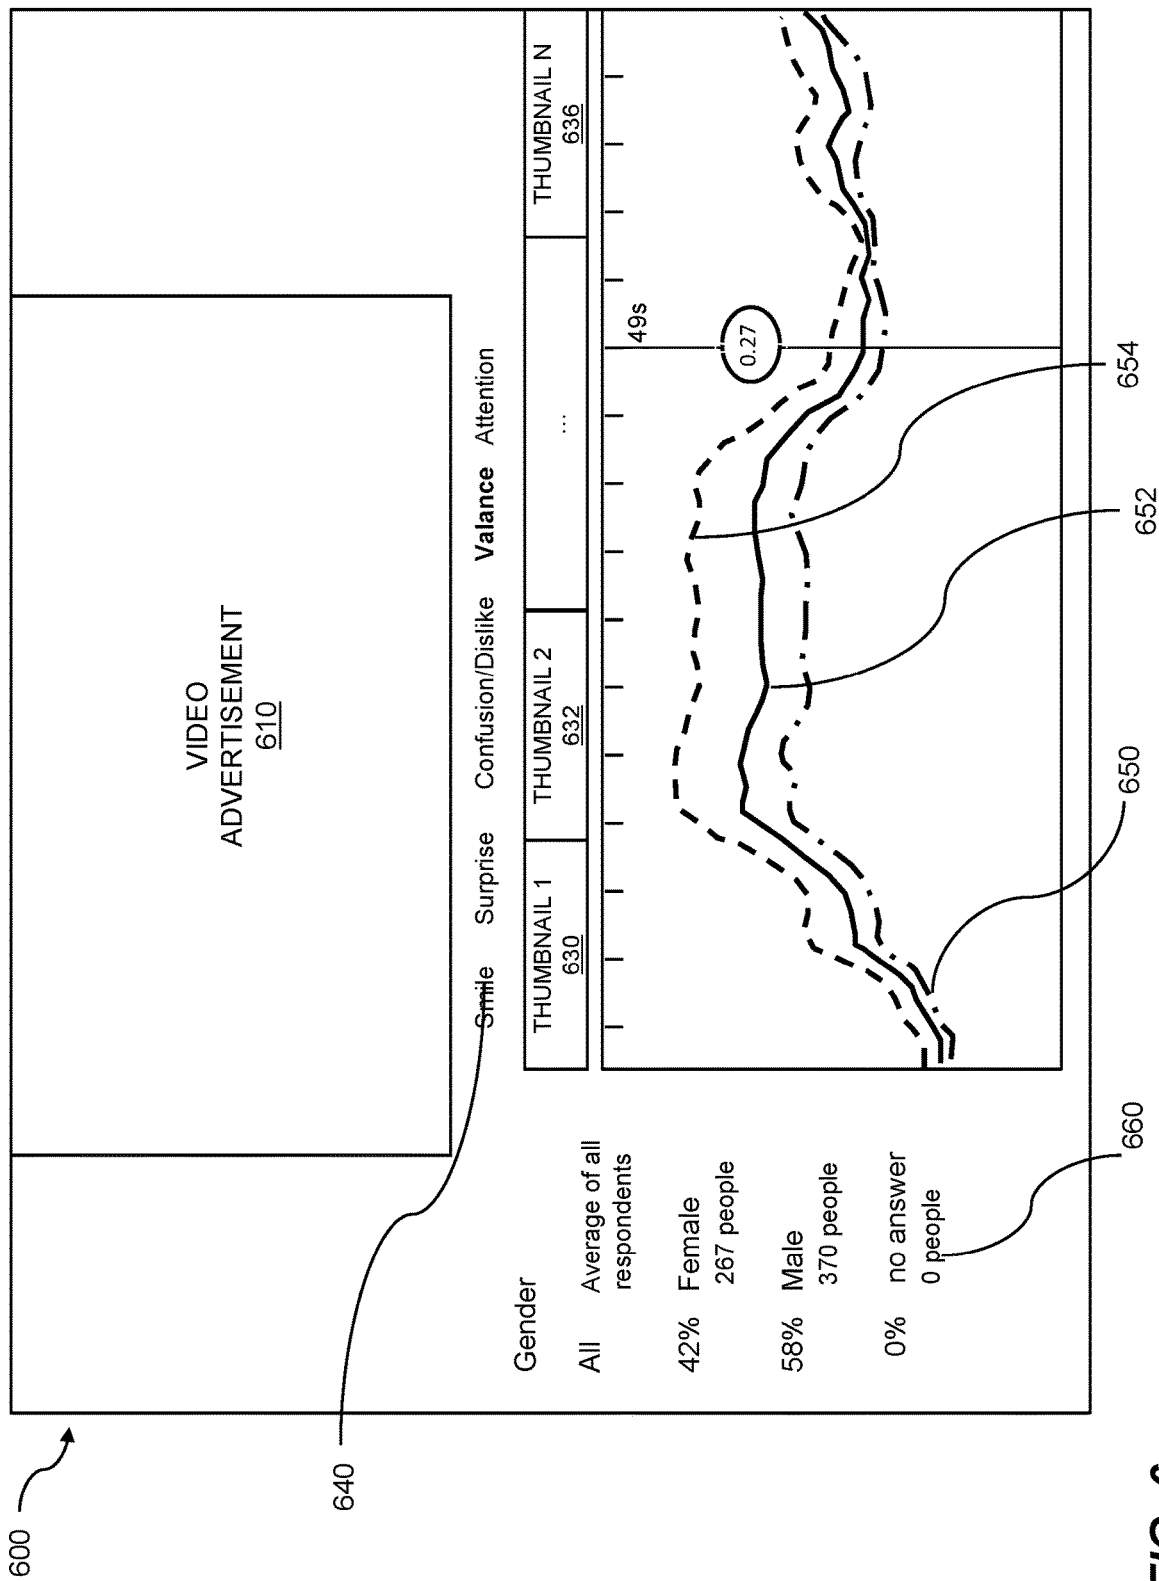 600
VIDEO
ADVERTISEMENT
610
640
Smile Surprise Confusion/Dislike Valance Attention
Gender
THUMBNAIL 1
630
THUMBNAIL 2
632
...
THUMBNAIL N
636
All Average of all
respondents
42% Female
267 people
58% Male
370 people
0% no answer
0 people
49s
0.27
660
650
652
654